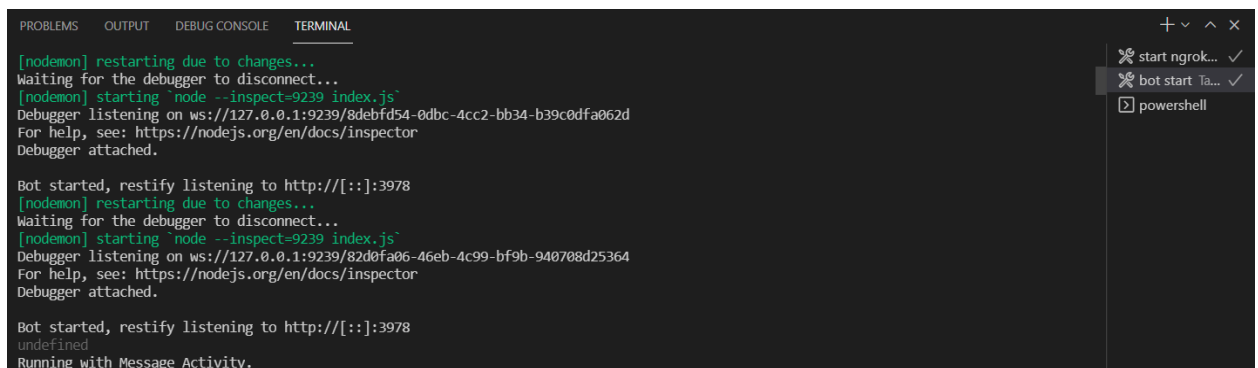 PROBLEMS OUTPUT DEBUG CONSOLE TERMINAL
[nodemon] restarting due to changes...
Waiting for the debugger to disconnect...
[nodemon] starting `node --inspect=9239 index.js`
Debugger listening on ws://127.0.0.1:9239/8debfd54-0dbc-4cc2-bb34-b39c0dfa062d
For help, see: https://nodejs.org/en/docs/inspector
Debugger attached.
Bot started, restify listening to http://[::]:3978
[nodemon] restarting due to changes...
Waiting for the debugger to disconnect...
[nodemon] starting `node --inspect=9239 index.js`
Debugger listening on ws://127.0.0.1:9239/82d0fa06-46eb-4c99-bf9b-940708d25364
For help, see: https://nodejs.org/en/docs/inspector
Debugger attached.
Bot started, restify listening to http://[::]:3978
undefined
Running with Message Activity.
start ngrok...
bot start Ta...
powershell